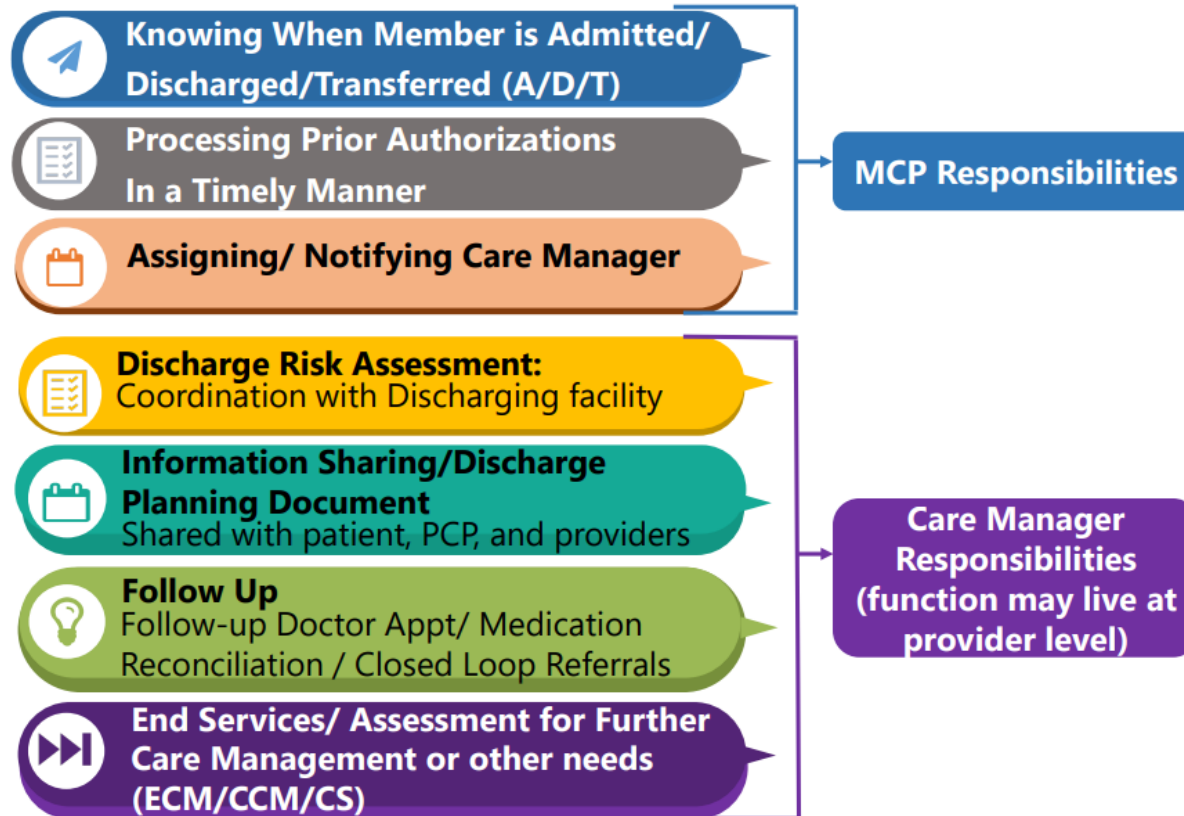 Knowing When Member is Admitted/
Discharged/Transferred (A/D/T)
Processing Prior Authorizations
In a Timely Manner
Assigning/ Notifying Care Manager
MCP Responsibilities
Discharge Risk Assessment:
Coordination with Discharging facility
Information Sharing/Discharge
Planning Document
Shared with patient, PCP, and providers
Follow Up
Follow-up Doctor Appt/ Medication
Reconciliation / Closed Loop Referrals
End Services/ Assessment for Further
Care Management or other needs
(ECM/CCM/CS)
Care Manager
Responsibilities
(function may live at
provider level)